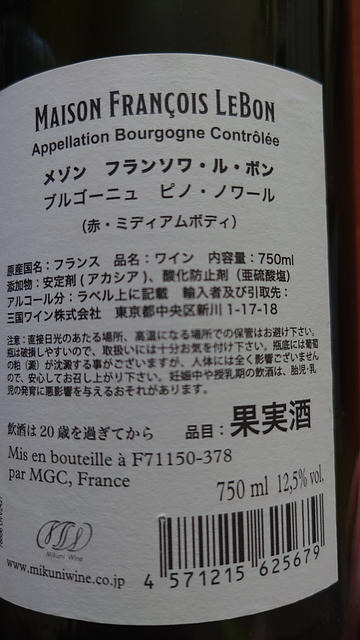 MAISON FRANÇOIS LEBON
Appellation Bourgogne Contrôlée
メゾン フランソワ・ル・ボン
ブルゴーニュ ピノ・ノワール
(赤・ミディアムボディ)
原産国名：フランス 品名：ワイン 内容量：750ml
添加物：安定剤(アカシア)、酸化防止剤(亜硫酸塩)
アルコール分：ラベル上に記載 輸入者及び引取先：
三国ワイン株式会社 東京都中央区新川1-17-18
注意：直接日光のあたる場所、高温になる場所での保管はお避け下さい。
瓶は破損しやすいので、取扱いには十分お気を付け下さい。瓶底には葡萄
の粕(澱)が沈澱する事がございますが、人体には全く影響ございません
ので、安心してお召し上がり下さい。妊娠中や授乳期の飲酒は、胎児・乳
児の発育に悪影響を与えるおそれがあります。
飲酒は20歳を過ぎてから 品目：果実酒
Mis en bouteille à F71150-378
par MGC, France
750 ml 12,5% vol.
Mikuni Wine
www.mikuniwine.co.jp
4 571215 625679